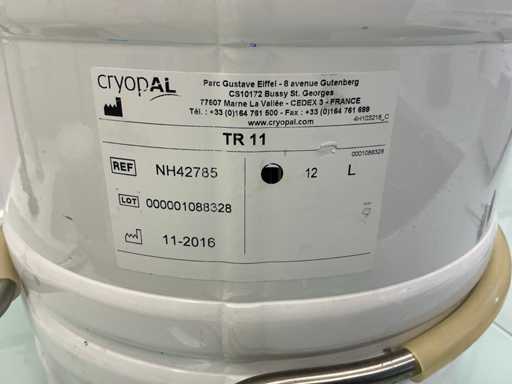 cryopAL
Parc Gustave Eiffel - 8 avenue Gutenberg
CS10172 Bussy St. Georges
77607 Marne La Vallée - CEDEX 3 - FRANCE
Tél. : +33 (0)164 761 500 - Fax : +33 (0)164 761 699
www.cryopal.com
4H103218_C
TR 11
0001088328
REF NH42785 12 L
LOT 000001088328
11-2016